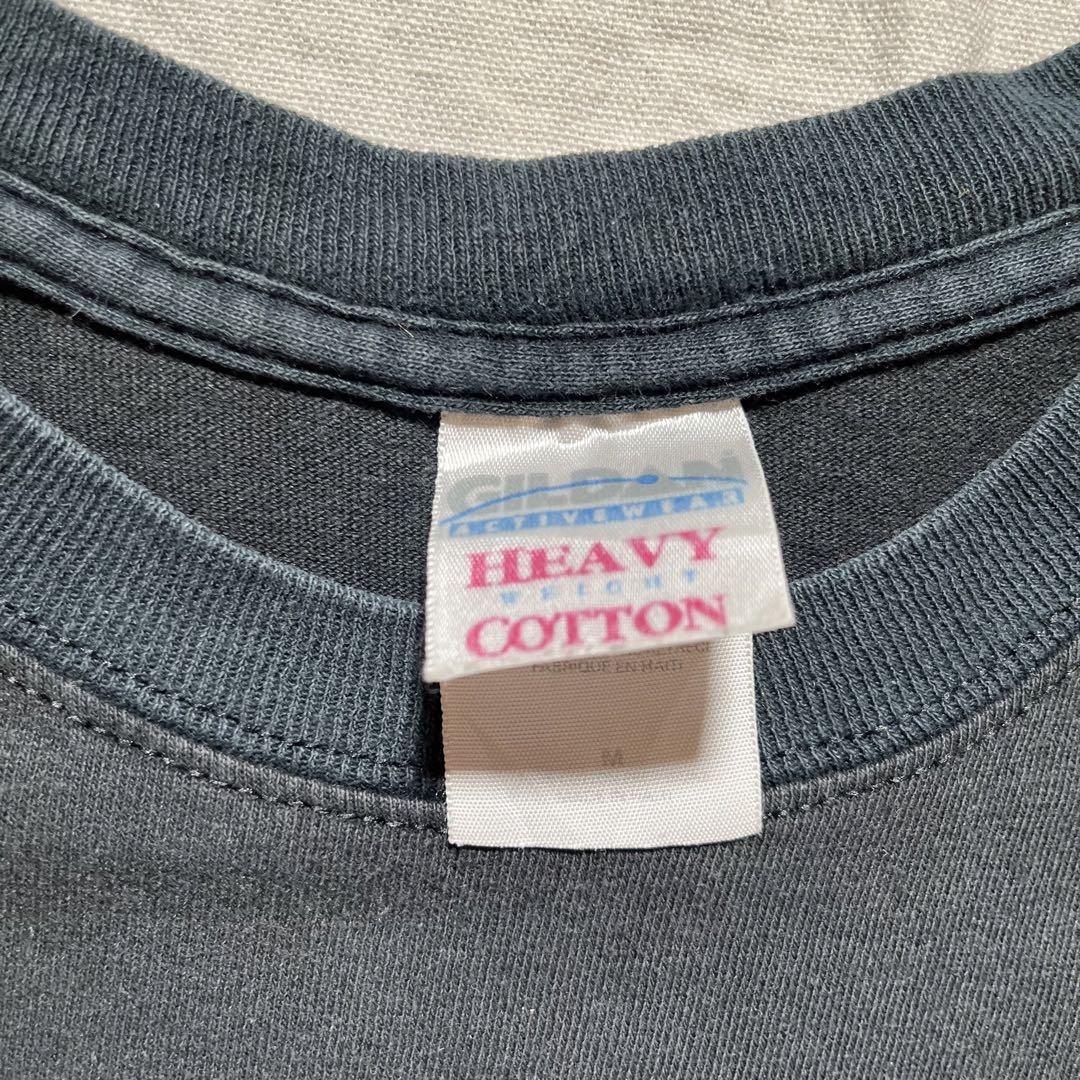 GILDAN
ACTIVEWEAR
HEAVY
WEIGHT
COTTON
FABRIQUE EN HAITI
M